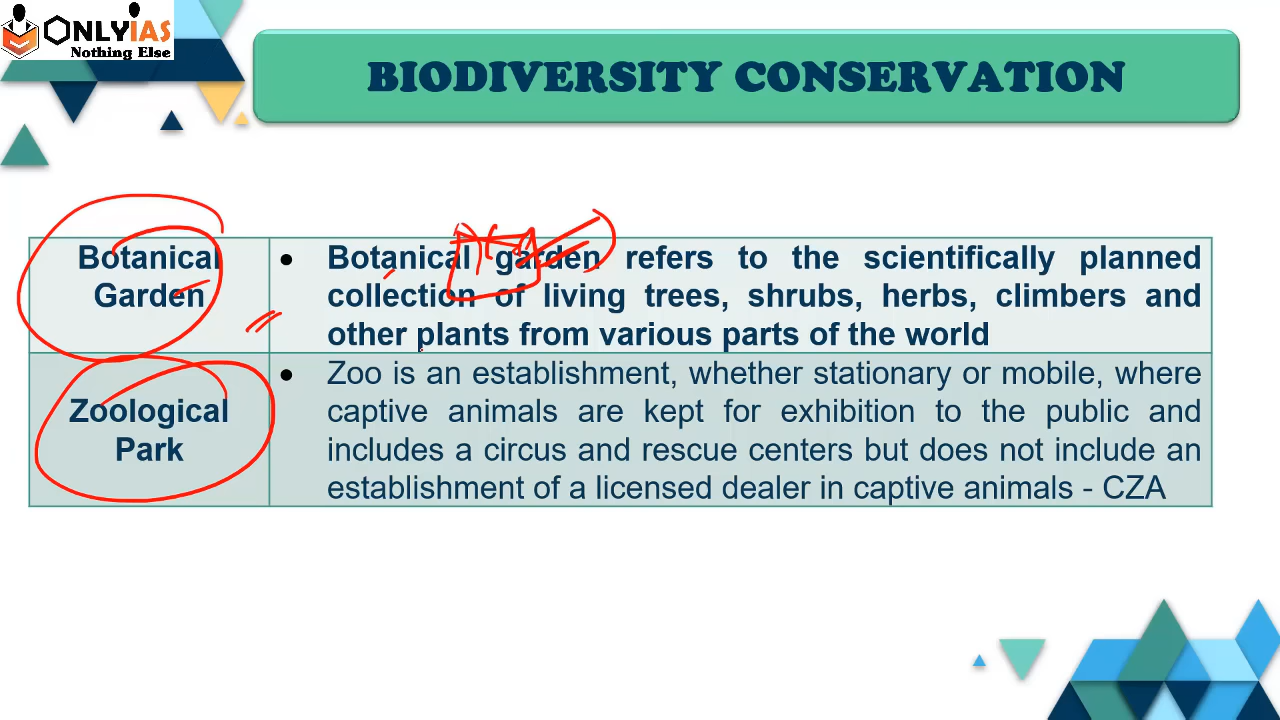 ONLYIAS
Nothing Else
BIODIVERSITY CONSERVATION
Botanical
Garden
• Botanical garden refers to the scientifically planned
collection of living trees, shrubs, herbs, climbers and
other plants from various parts of the world
Zoological
Park
• Zoo is an establishment, whether stationary or mobile, where
captive animals are kept for exhibition to the public and
includes a circus and rescue centers but does not include an
establishment of a licensed dealer in captive animals - CZA